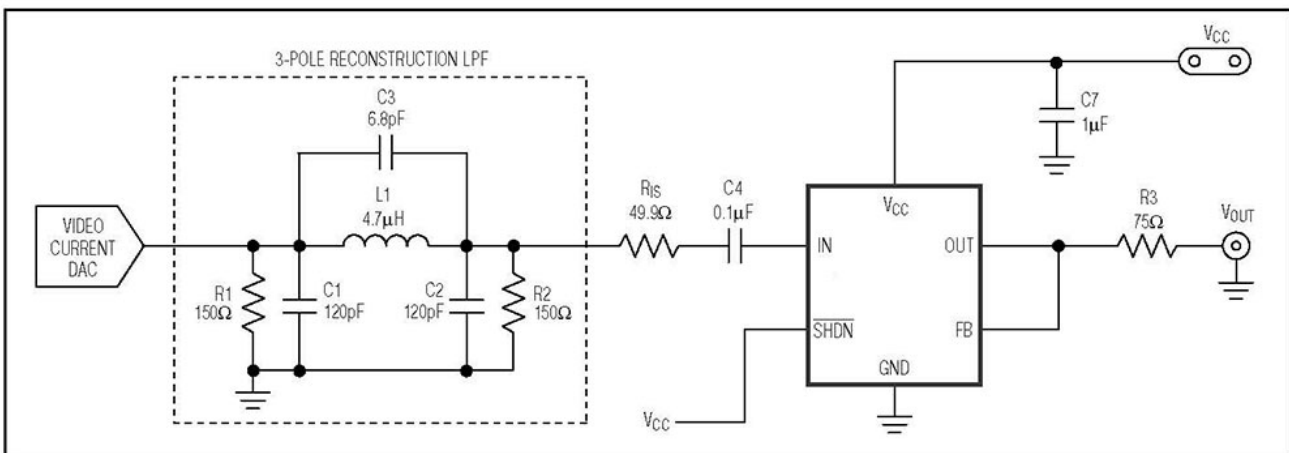 3-POLE RECONSTRUCTION LPF
C3
6.8pF
L1
4.7μH
VIDEO
CURRENT
DAC
R1
150Ω
C1
120pF
C2
120pF
R2
150Ω
RIS
49.9Ω
C4
0.1μF
VCC
C7
1μF
VCC
IN
OUT
SHDN
FB
GND
VCC
R3
75Ω
VOUT